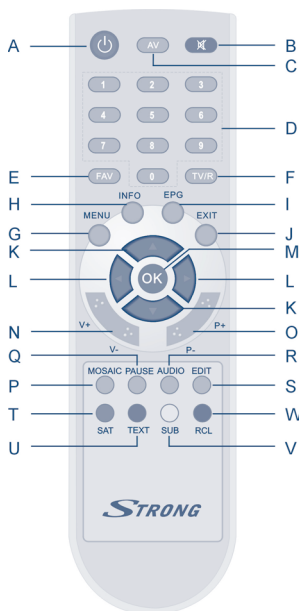 A AV B
C
1 2 3
4 5 6 D
7 8 9
E FAV 0 TV/R F
H INFO EPG I
G MENU EXIT J
K M
L OK L
K
N V+ P+ O
V- P-
Q R
P MOSAIC PAUSE AUDIO EDIT S
T SAT TEXT SUB RCL W
U V
STRONG